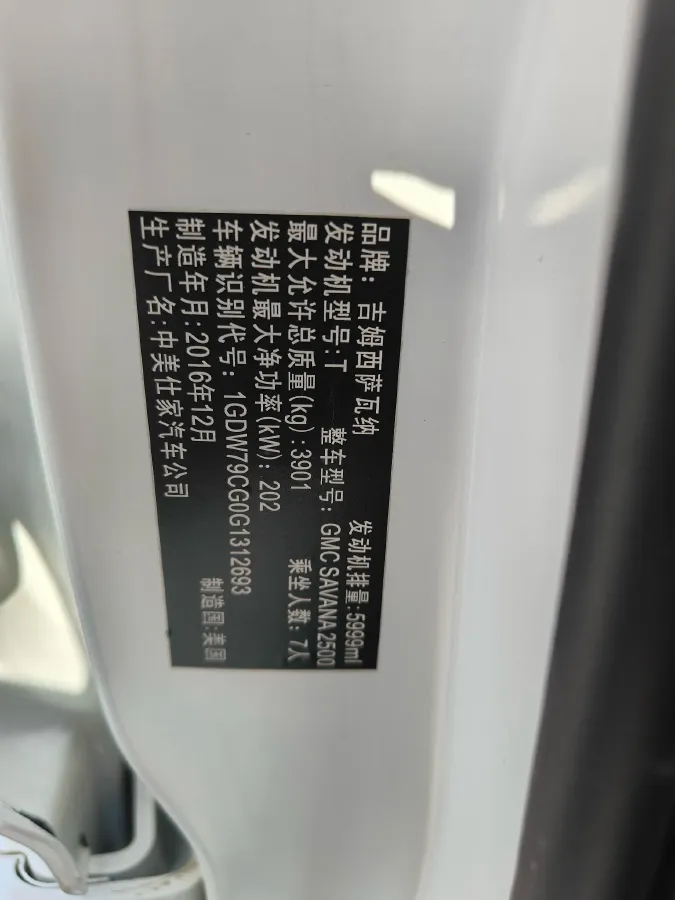 品牌：吉姆西萨瓦纳 发动机排量:5999ml
发动机型号:T 整车型号：GMC SAVANA 2500
最大允许总质量(kg):3901 乘坐人数：7人
发动机最大净功率(kW)：202
车辆识别代号：1GDW79CG0G1312693
制造年月:2016年12月 制造国:美国
生产厂名:中美仕家汽车公司